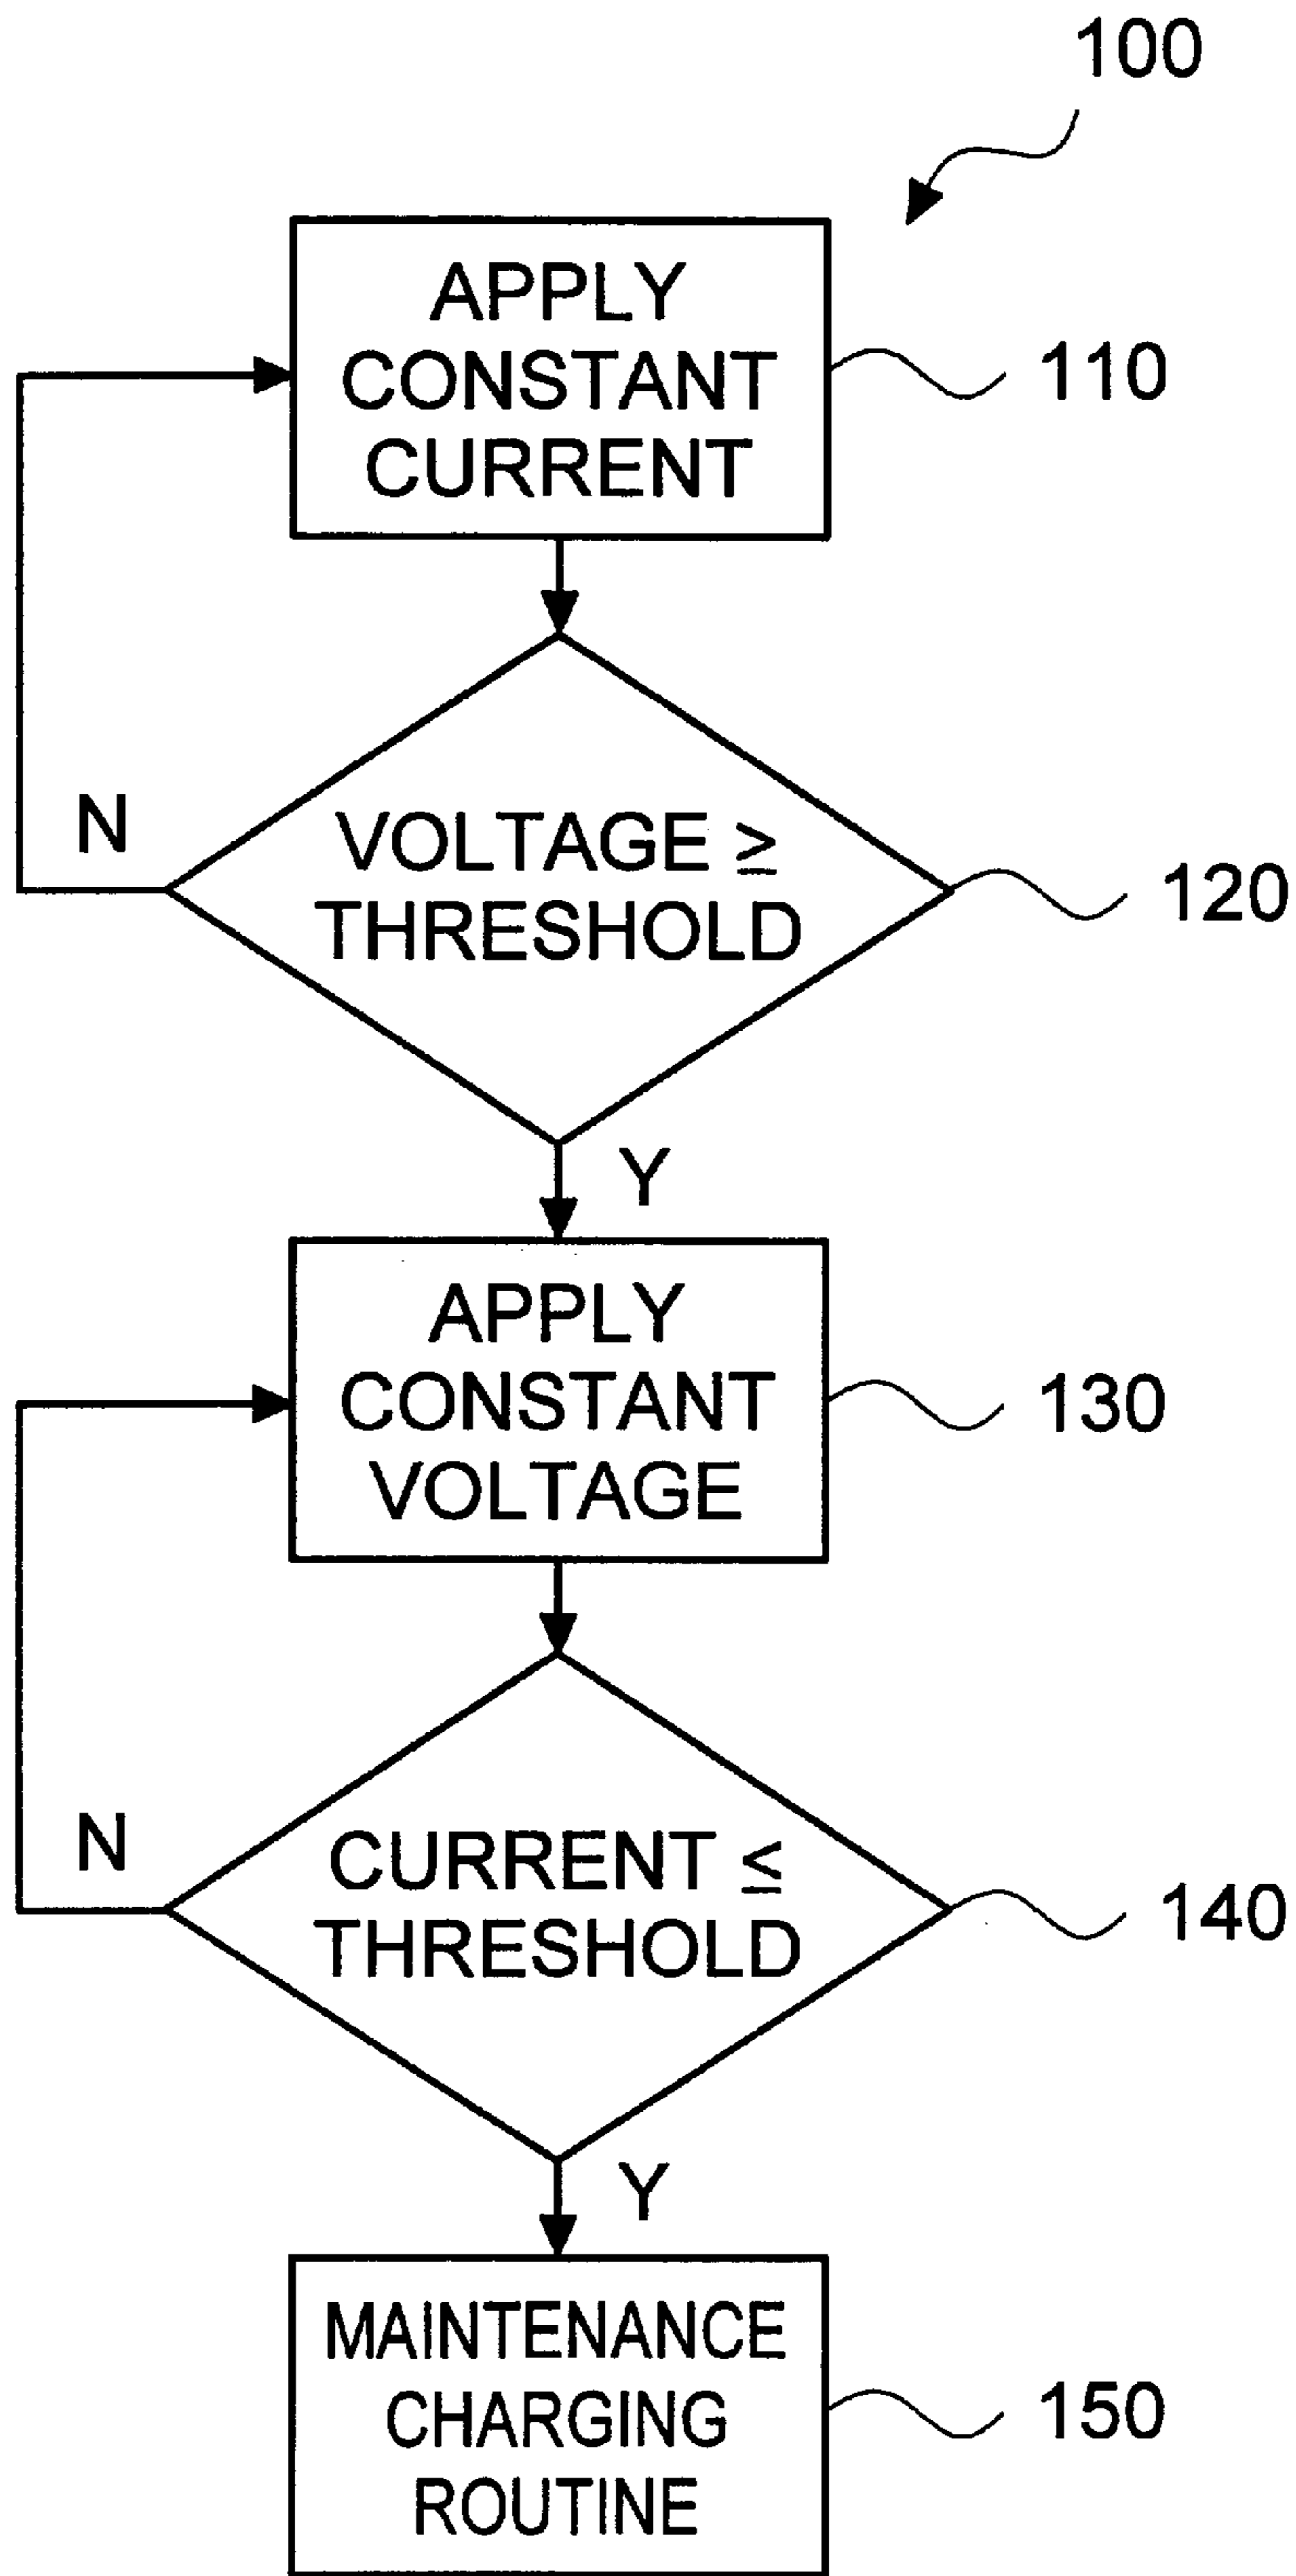 100
APPLY
CONSTANT
CURRENT
110
N
VOLTAGE ≥
THRESHOLD
120
Y
APPLY
CONSTANT
VOLTAGE
130
N
CURRENT ≤
THRESHOLD
140
Y
MAINTENANCE
CHARGING
ROUTINE
150